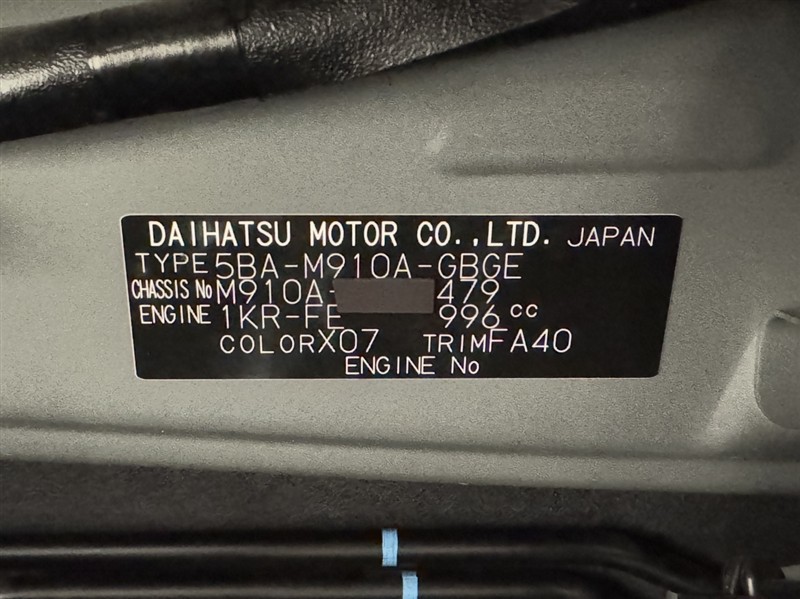 DAIHATSU MOTOR CO.,LTD. JAPAN
TYPE 5BA-M910A-GBGE
CHASSIS No M910A- 479
ENGINE 1KR-FE 996 cc
COLOR X07 TRIM FA40
ENGINE No